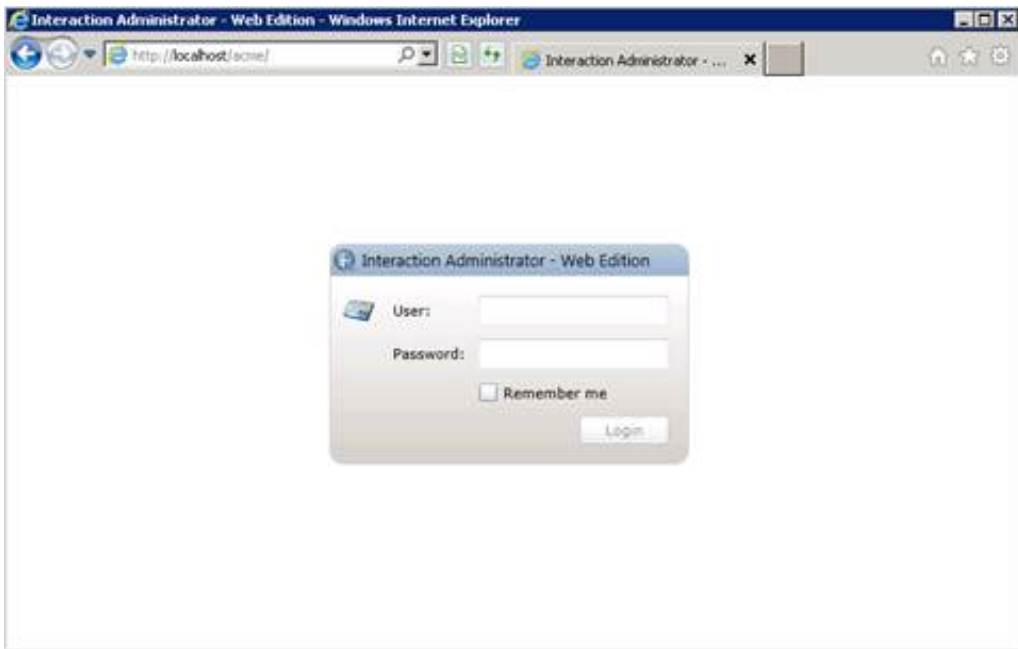 Interaction Administrator - Web Edition - Windows Internet Explorer
http://localhost/acme/
Interaction Administrator - ...
Interaction Administrator - Web Edition
User:
Password:
Remember me
Login